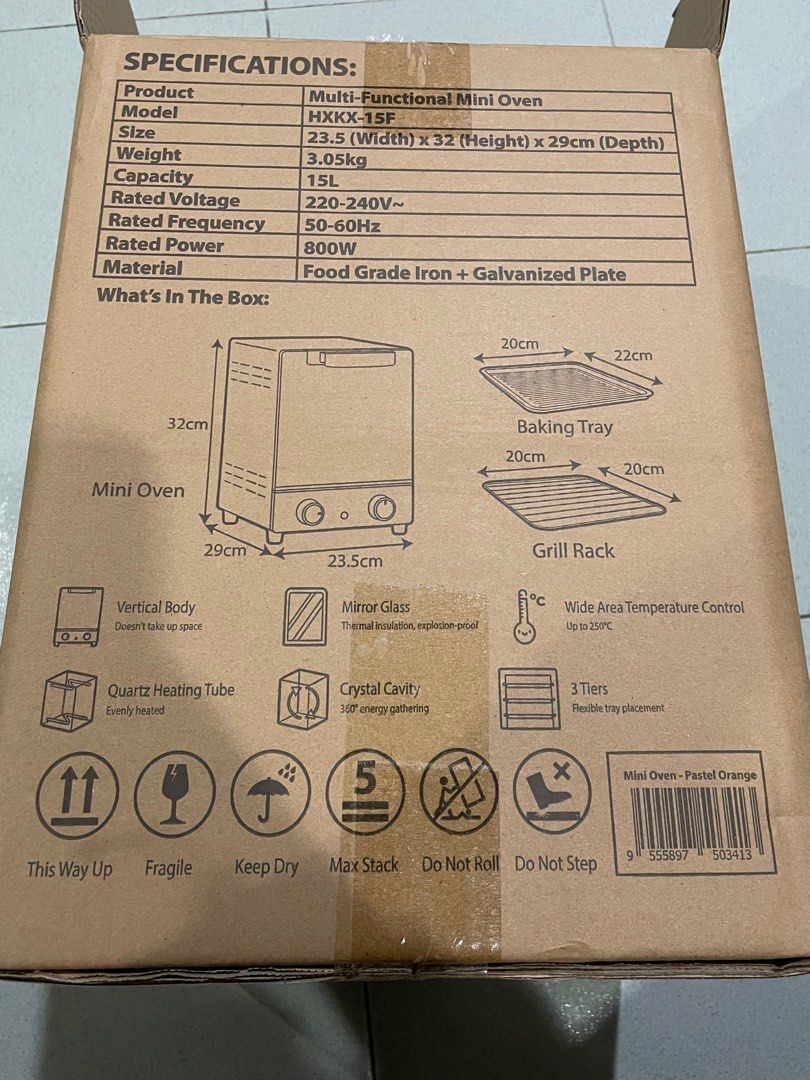 SPECIFICATIONS:
Product Multi-Functional Mini Oven
Model HXKX-15F
Size 23.5 (Width) x 32 (Height) x 29cm (Depth)
Weight 3.05kg
Capacity 15L
Rated Voltage 220-240V~
Rated Frequency 50-60Hz
Rated Power 800W
Material Food Grade Iron + Galvanized Plate
What's In The Box:
20cm
22cm
Baking Tray
32cm
Mini Oven
29cm
23.5cm
20cm
20cm
Grill Rack
Vertical Body
Doesn't take up space
Mirror Glass
Thermal insulation, explosion-proof
°C
Wide Area Temperature Control
Up to 250°C
Quartz Heating Tube
Evenly heated
Crystal Cavity
360° energy gathering
3 Tiers
Flexible tray placement
5
This Way Up
Fragile
Keep Dry
Max Stack
Do Not Roll
Do Not Step
Mini Oven - Pastel Orange
9 555897 503413